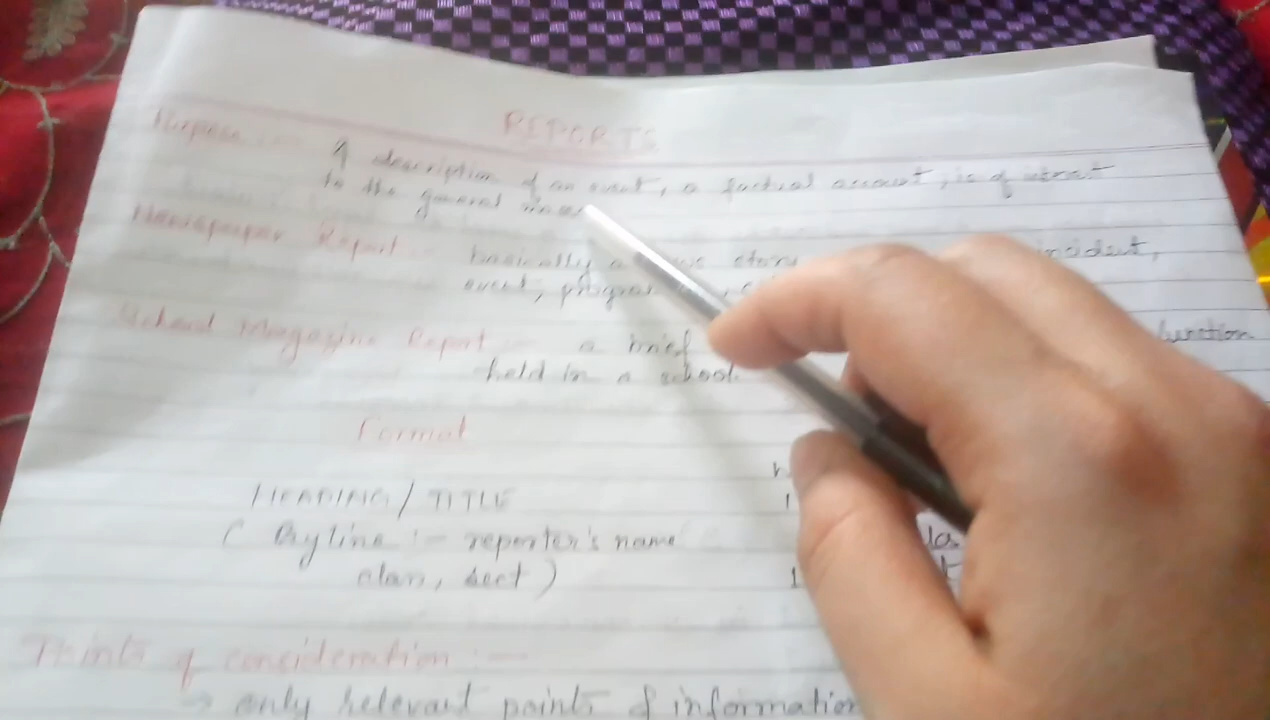 REPORTS
Purpose :- A description of an event, a factual account, is of interest
to the general
Newspaper Report basically a news story incident,
event,
School Magazine Report - a brief function
held in a school.
Format
HEADING/ TITLE
( Byline :- reporter's name
class, sect )
Points of consideration :-
→ only relevant points of information